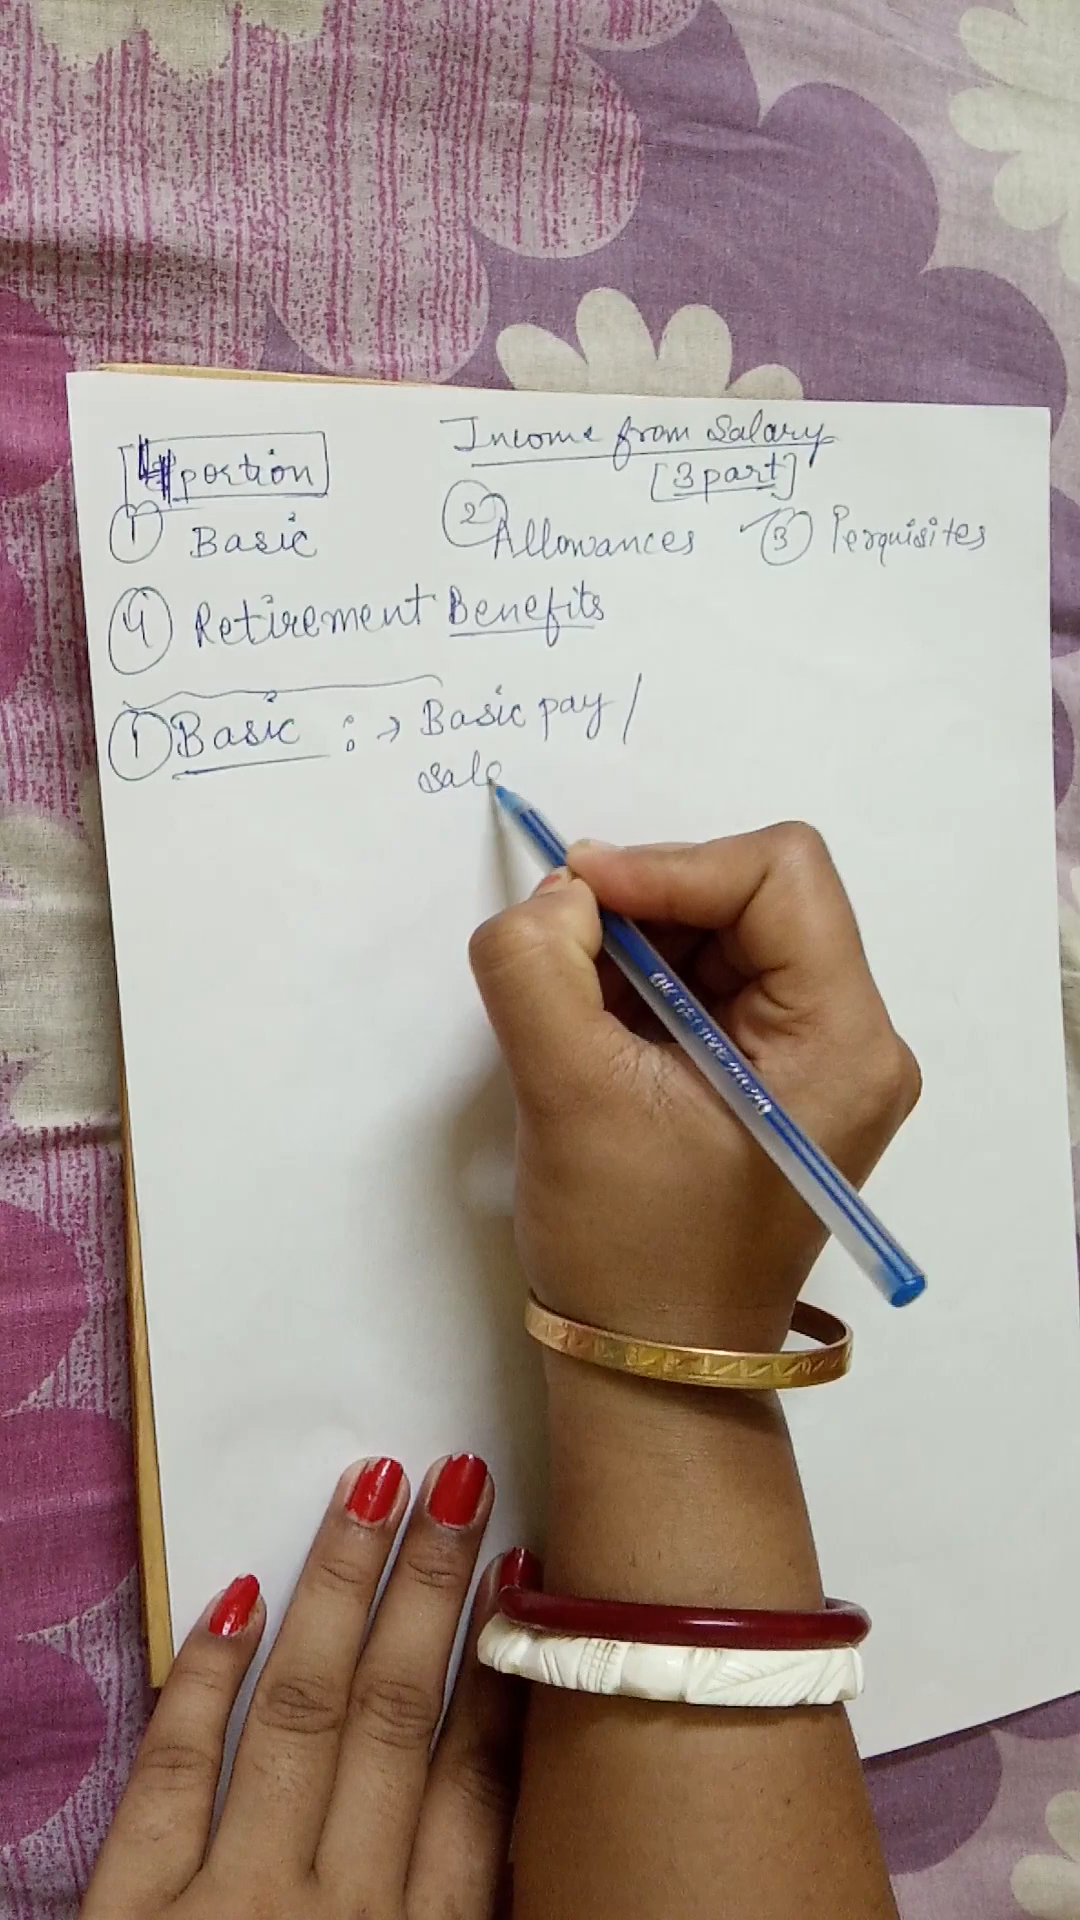 Income from Salary
4 portion [3 part]
① Basic ② Allowances ③ Perquisites
④ Retirement Benefits
① Basic : → Basic pay /
Sala